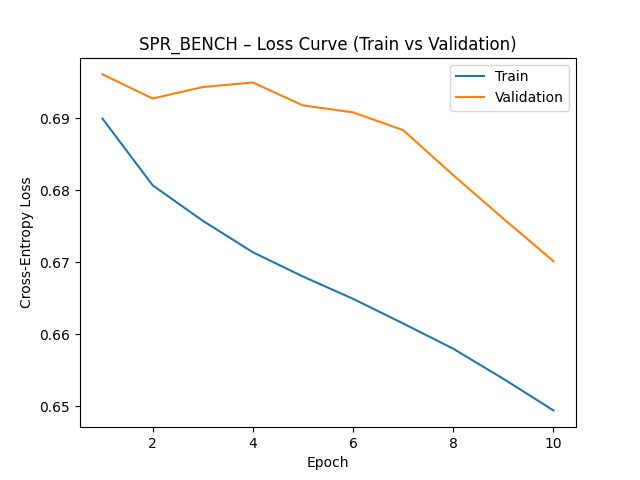 SPR_BENCH – Loss Curve (Train vs Validation)
Train
Validation
Cross-Entropy Loss
0.69
0.68
0.67
0.66
0.65
2 4 6 8 10
Epoch